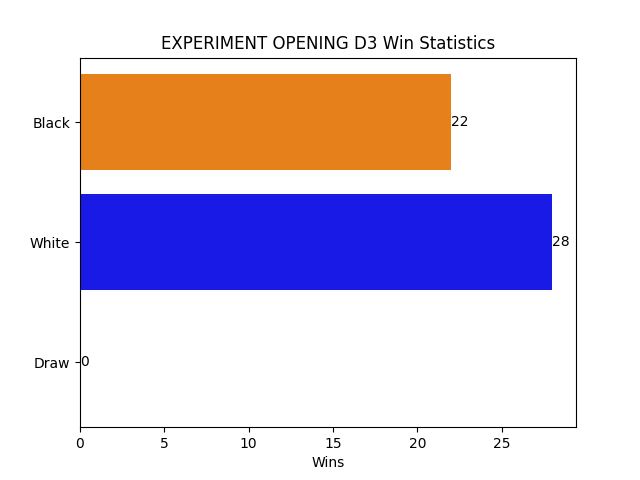 EXPERIMENT OPENING D3 Win Statistics
Black
22
White
28
Draw
0
0 5 10 15 20 25
Wins